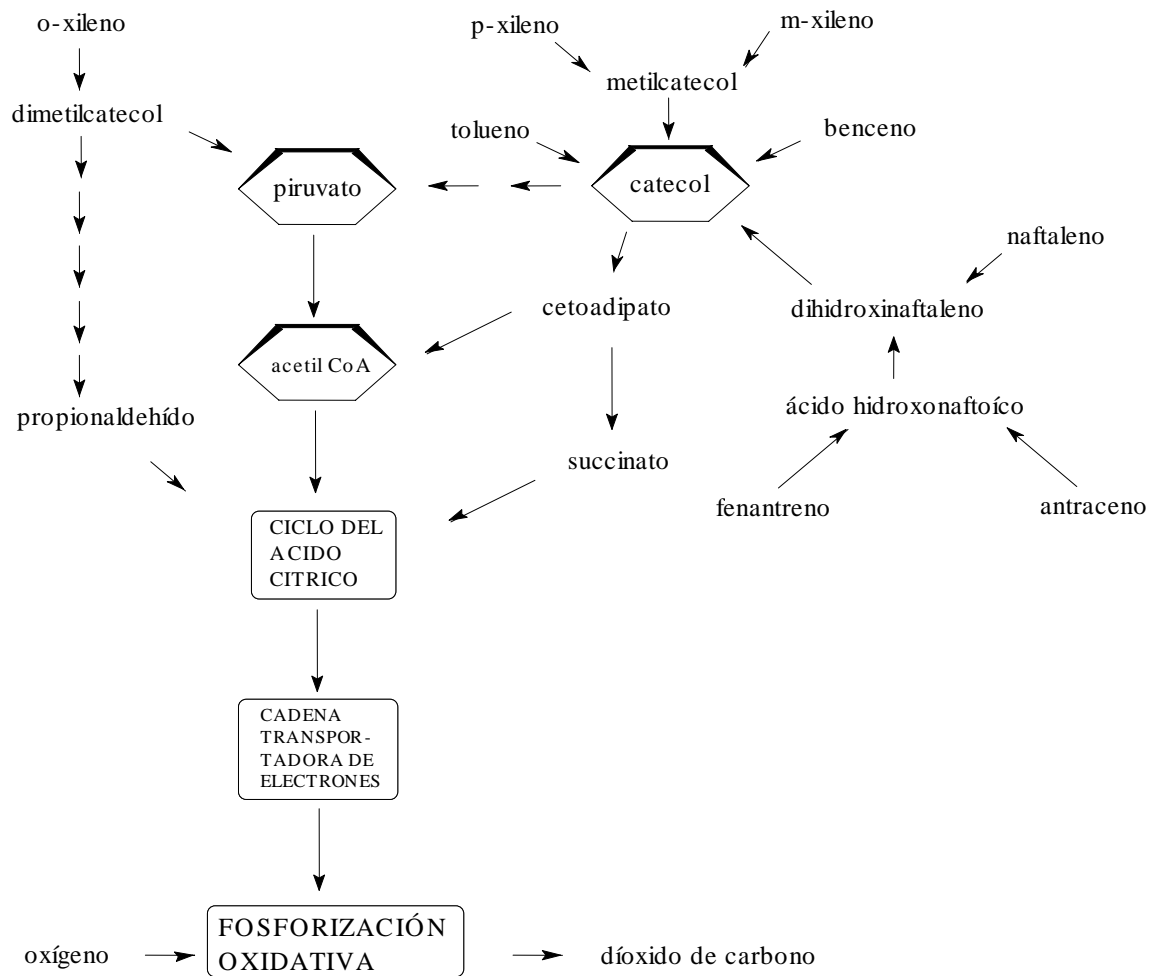 o-xileno
p-xileno
m-xileno
metilcatecol
dimetilcatecol
tolueno
benceno
piruvato
catecol
naftaleno
cetoadipato
dihidroxinaftaleno
acetil CoA
propionaldehído
ácido hidroxonaftoíco
succinato
fenantreno
antraceno
CICLO DEL
ACIDO
CITRICO
CADENA
TRANSPOR-
TADORA DE
ELECTRONES
FOSFORIZACIÓN
OXIDATIVA
oxígeno
díoxido de carbono